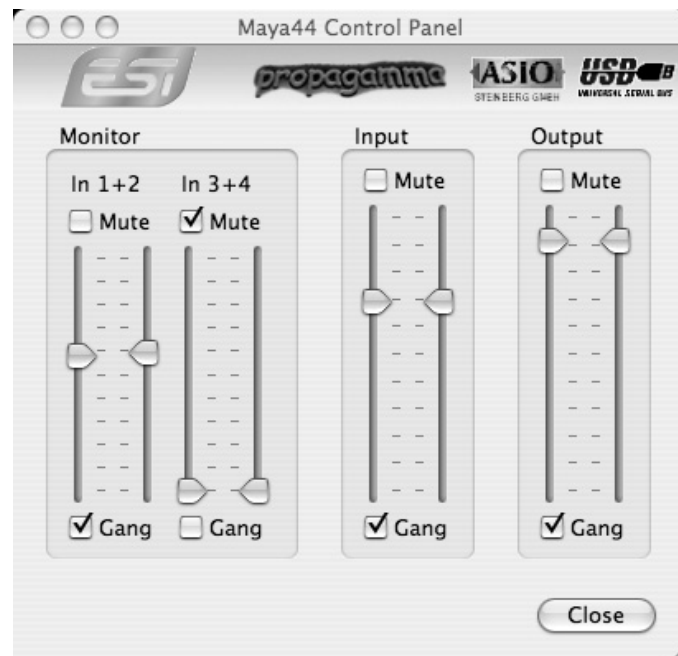 Maya44 Control Panel
ESI
propagamma
ASIO
STEINBERG GMBH
USB
UNIVERSAL SERIAL BUS
Monitor
Input
Output
In 1+2
In 3+4
Mute
Mute
Mute
Mute
Gang
Gang
Gang
Gang
Close